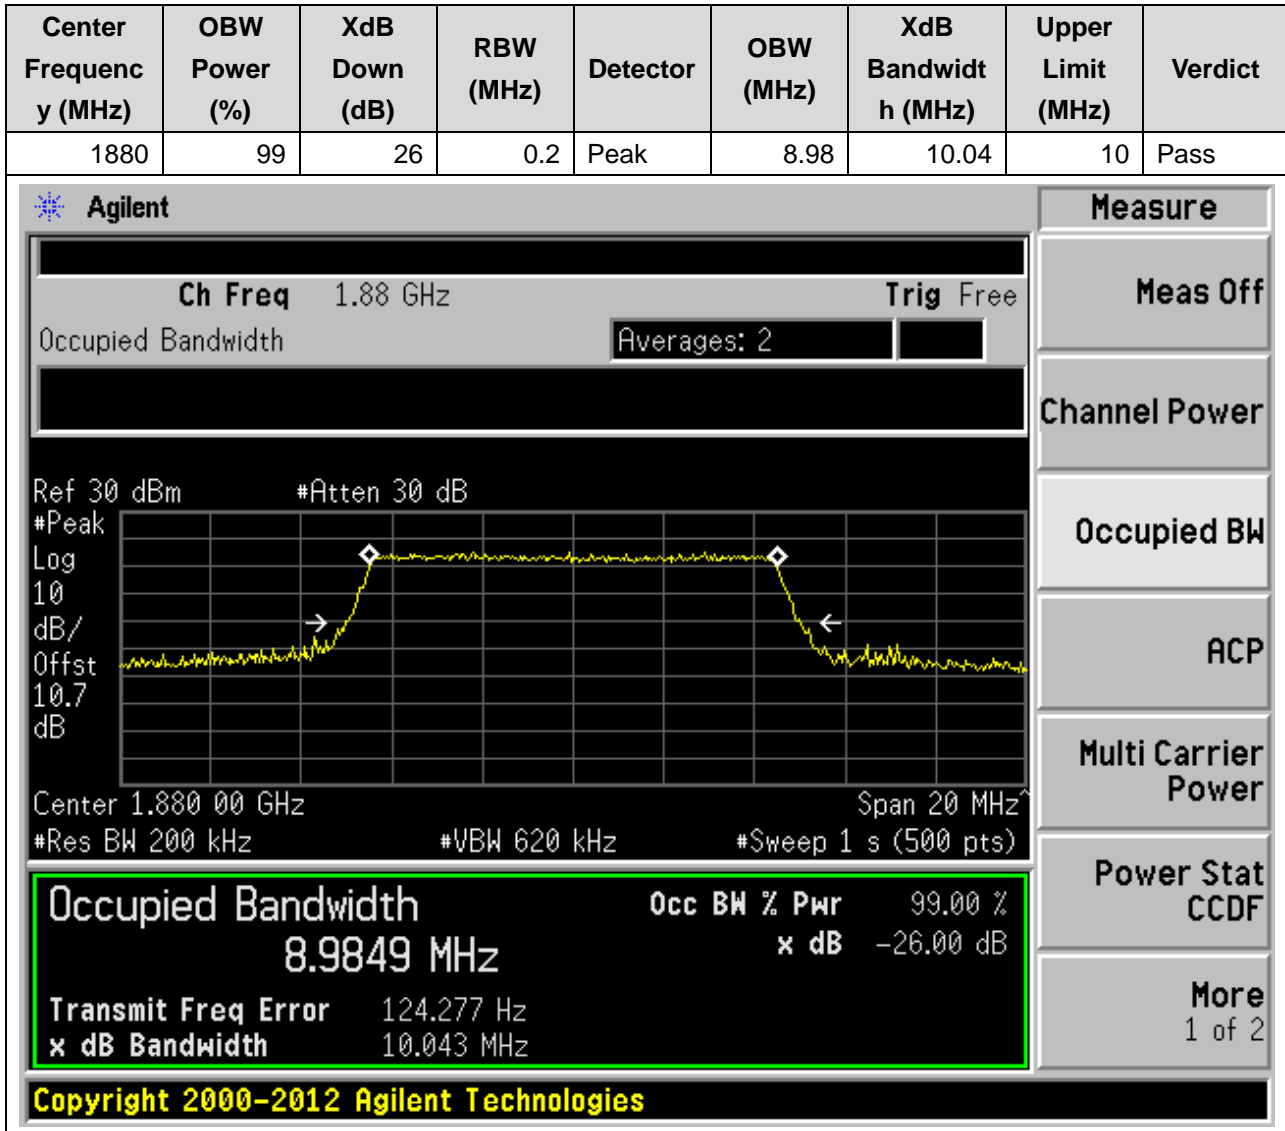 Center Frequency (MHz) OBW Power (%) XdB Down (dB) RBW (MHz) Detector OBW (MHz) XdB Bandwidth (MHz) Upper Limit (MHz) Verdict
1880 99 26 0.2 Peak 8.98 10.04 10 Pass
Agilent
Measure
Ch Freq 1.88 GHz Trig Free
Meas Off
Occupied Bandwidth Averages: 2
Channel Power
Ref 30 dBm #Atten 30 dB
#Peak
Log
10
dB/
Offst
10.7
dB
Occupied BW
ACP
Multi Carrier
Power
Center 1.880 00 GHz Span 20 MHz^
#Res BW 200 kHz #VBW 620 kHz #Sweep 1 s (500 pts)
Power Stat
CCDF
Occupied Bandwidth Occ BW % Pwr 99.00 %
8.9849 MHz x dB -26.00 dB
Transmit Freq Error 124.277 Hz
x dB Bandwidth 10.043 MHz
More
1 of 2
Copyright 2000-2012 Agilent Technologies